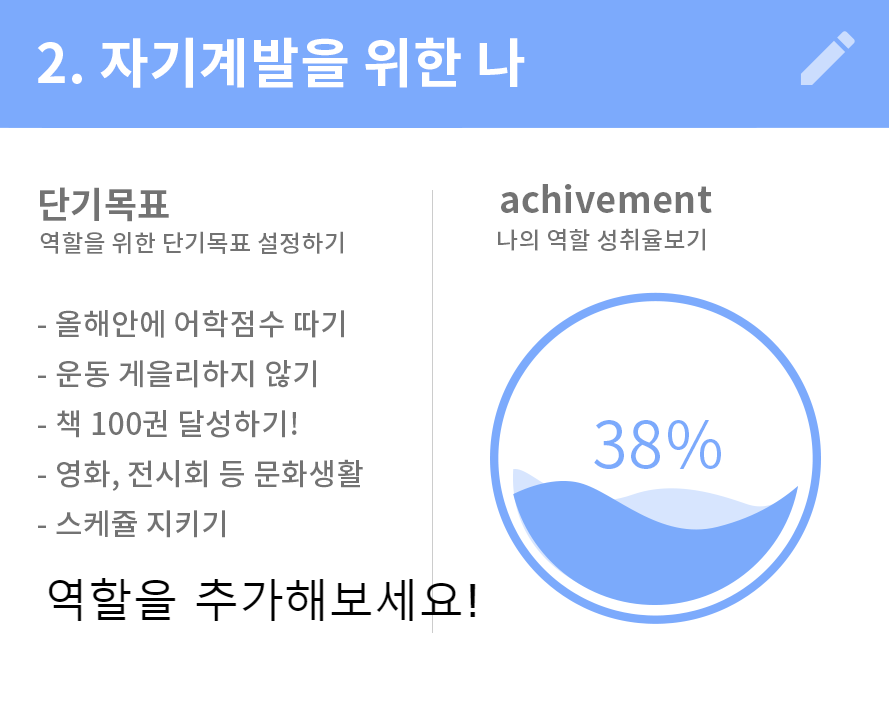 2. 자기계발을 위한 나
단기목표
역할을 위한 단기목표 설정하기
- 올해안에 어학점수 따기
- 운동 게을리하지 않기
- 책 100권 달성하기!
- 영화, 전시회 등 문화생활
- 스케쥴 지키기
역할을 추가해보세요!
achivement
나의 역할 성취율보기
38%